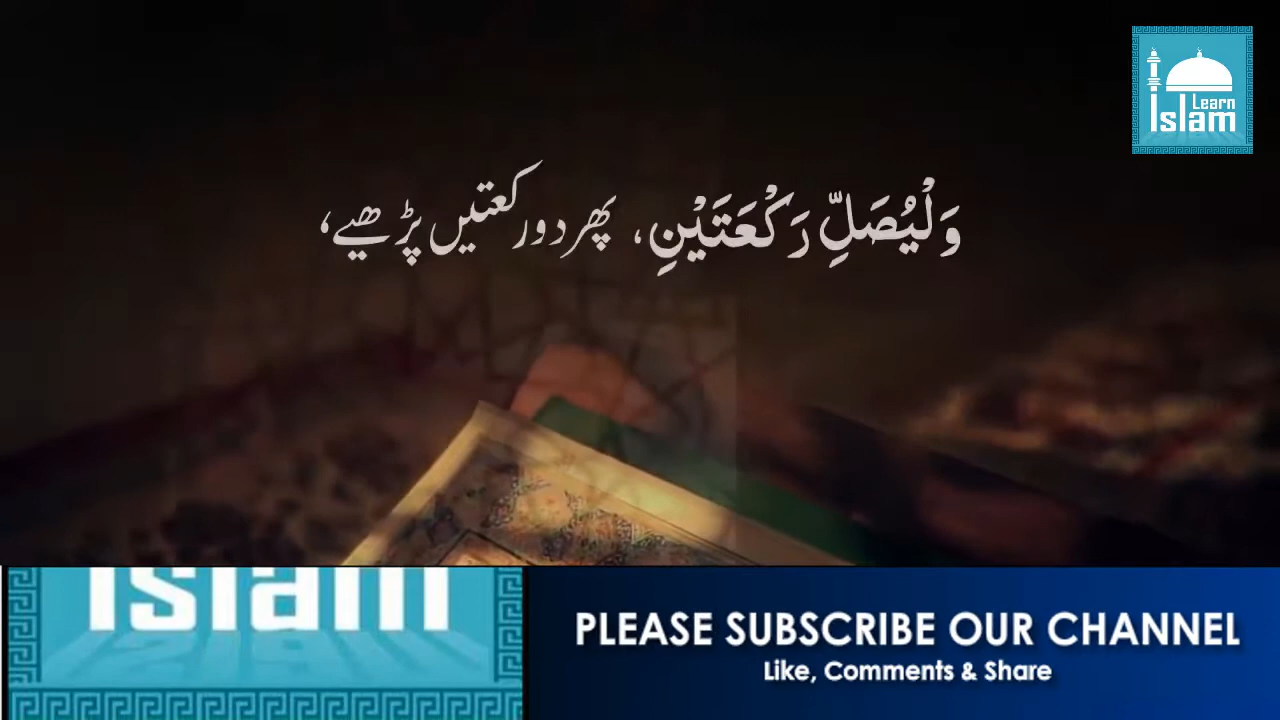 Learn
Islam
وَلْيُصَلِّ رَكْعَتَيْنِ، پھر دو رکعتیں پڑھیے،
Islam
PLEASE SUBSCRIBE OUR CHANNEL
Like, Comments & Share